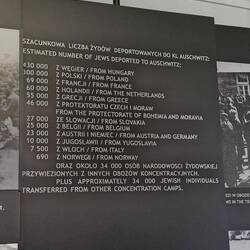 SZACUNKOWA LICZBA ŻYDÓW DEPORTOWANYCH DO KL AUSCHWITZ:
ESTIMATED NUMBER OF JEWS DEPORTED TO AUSCHWITZ:
430 000 Z WĘGIER / FROM HUNGARY
300 000 Z POLSKI / FROM POLAND
69 000 Z FRANCJI / FROM FRANCE
60 000 Z HOLANDII / FROM THE NETHERLANDS
55 000 Z GRECJI / FROM GREECE
46 000 Z PROTEKTORATU CZECH I MORAW
FROM THE PROTECTORATE OF BOHEMIA AND MORAVIA
27 000 ZE SŁOWACJI / FROM SLOVAKIA
25 000 Z BELGII / FROM BELGIUM
23 000 Z AUSTRII I NIEMIEC / FROM AUSTRIA AND GERMANY
10 000 Z JUGOSŁAWII / FROM YUGOSLAVIA
7 500 Z WŁOCH / FROM ITALY
690 Z NORWEGII / FROM NORWAY
ORAZ OKOŁO 34 000 OSÓB NARODOWOŚCI ŻYDOWSKIEJ
PRZYWIEZIONYCH Z INNYCH OBOZÓW KONCENTRACYJNYCH.
PLUS APPROXIMATELY 34 000 JEWISH INDIVIDUALS
TRANSFERRED FROM OTHER CONCENTRATION CAMPS.